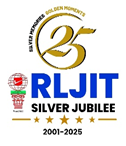 SILVER MEMORIES GOLDEN MOMENTS
25
RLJIT
SILVER JUBILEE
2001-2025